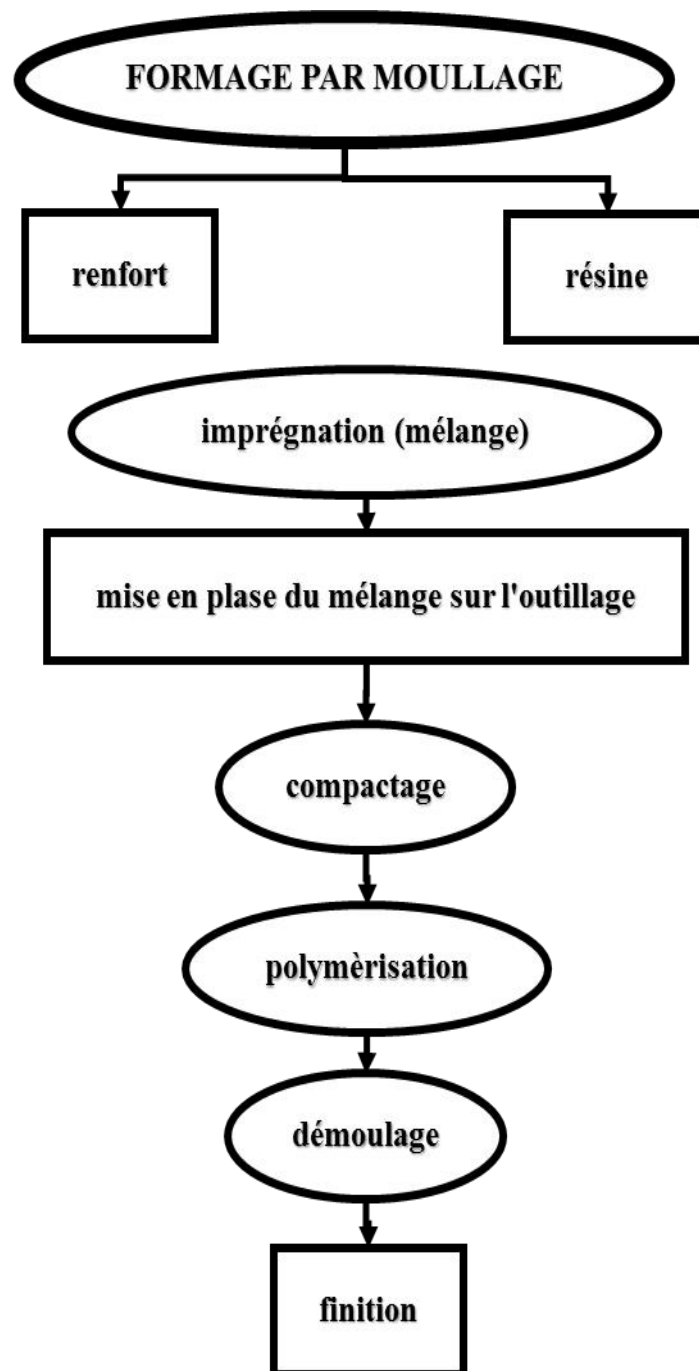 FORMAGE PAR MOULLAGE
renfort
résine
imprégnation (mélange)
mise en plase du mélange sur l'outillage
compactage
polymèrisation
démoulage
finition